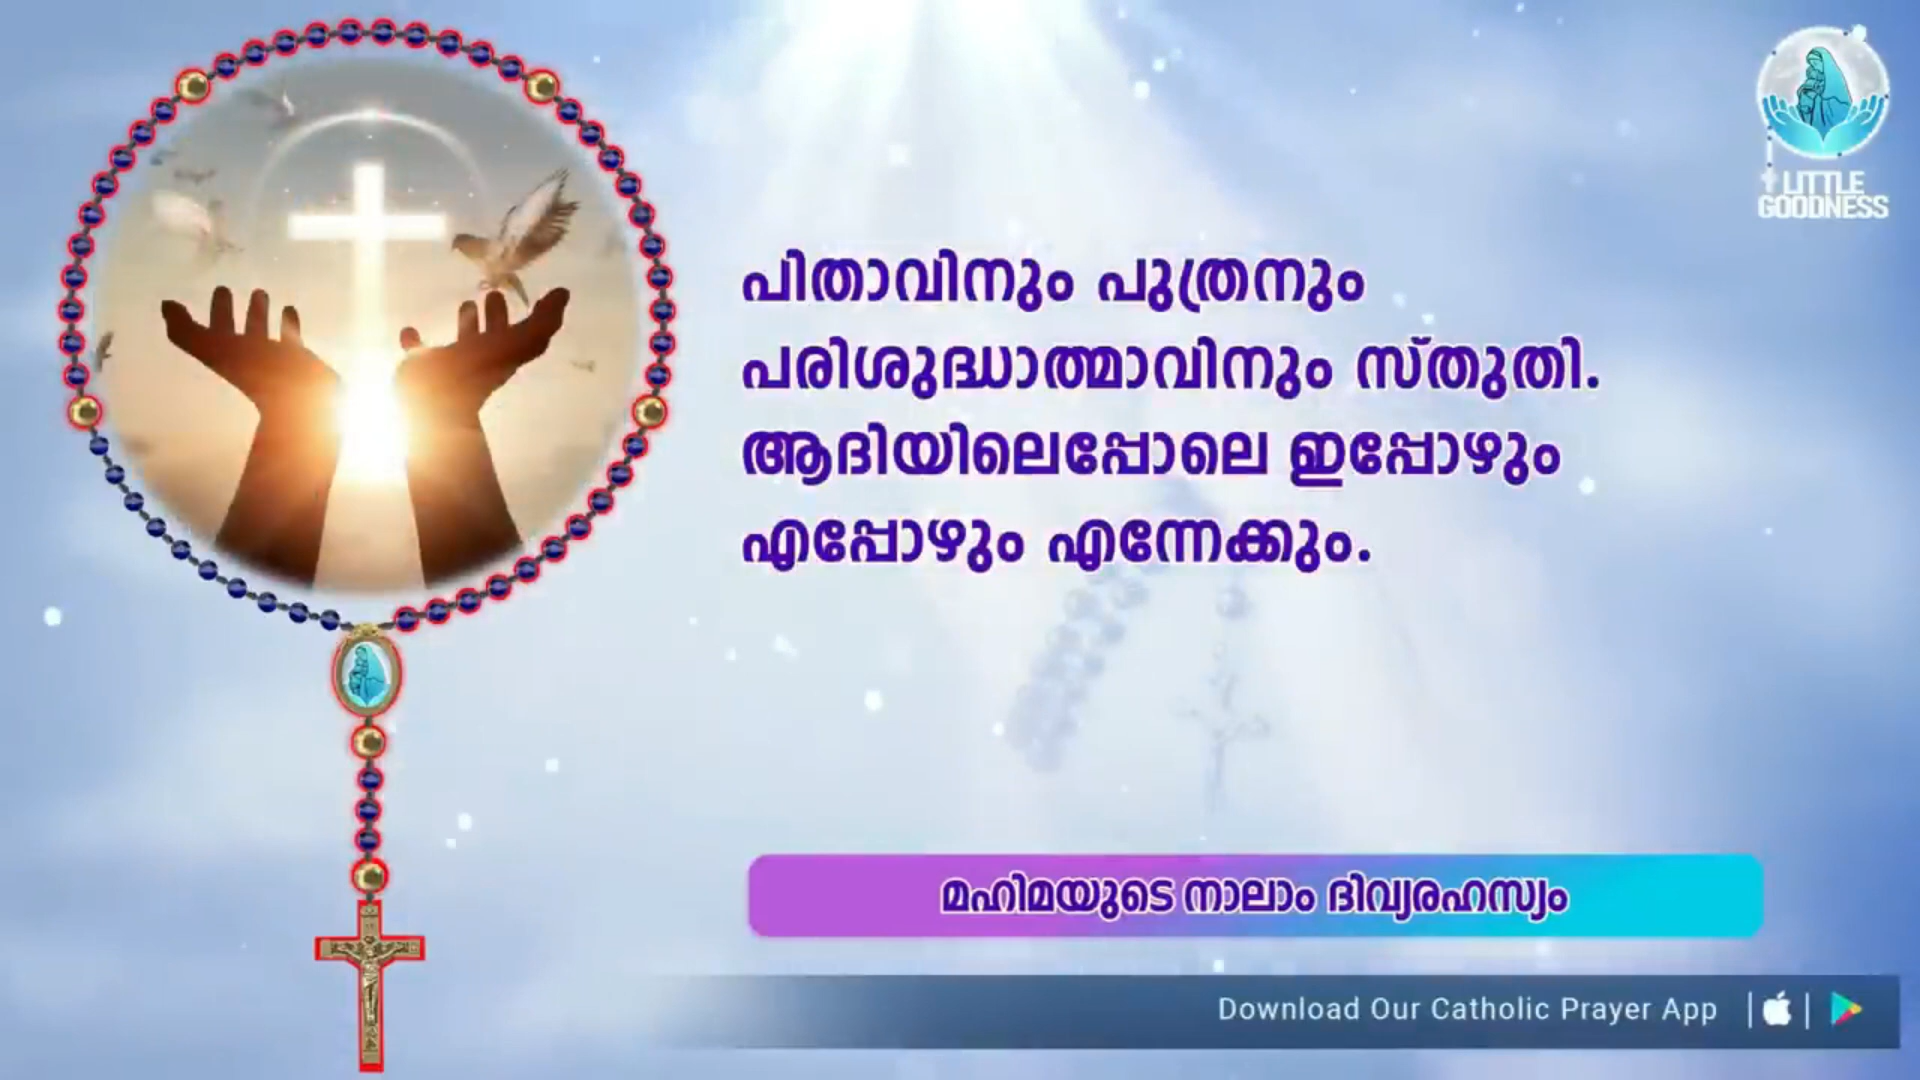 LITTLE
GOODNESS
പിതാവിനും പുത്രനും
പരിശുദ്ധാത്മാവിനും സ്തുതി.
ആദിയിലെപ്പോലെ ഇപ്പോഴും
എപ്പോഴും എന്നേക്കും.
മഹിമയുടെ നാലാം ദിവ്യരഹസ്യം
Download Our Catholic Prayer App